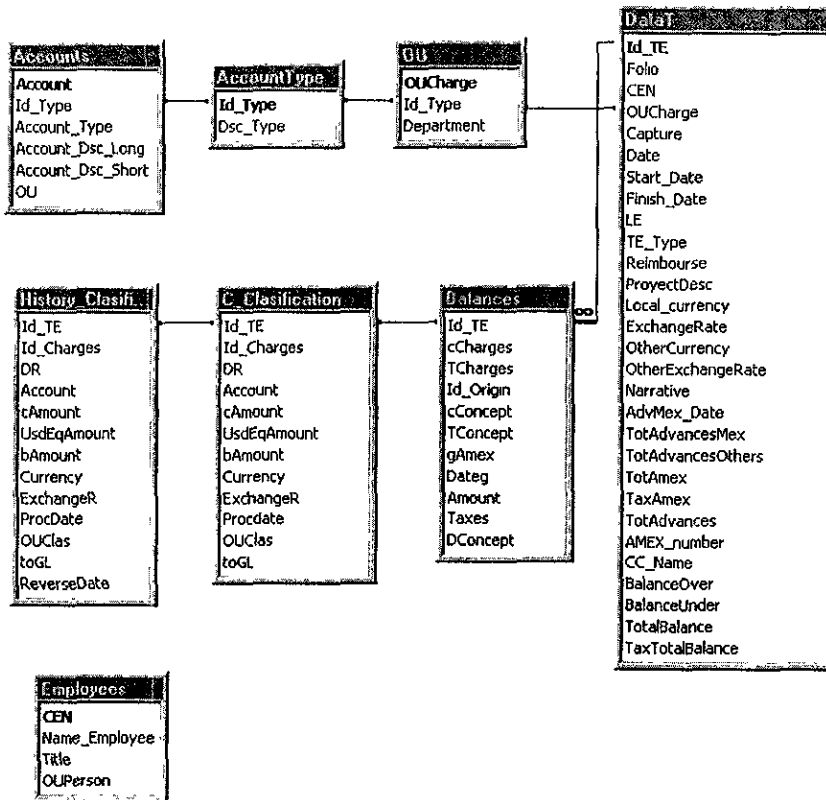 Accounts
Account
Id_Type
Account_Type
Account_Dsc_Long
Account_Dsc_Short
OU
AccountType
Id_Type
Dsc_Type
OU
OUCharge
Id_Type
Department
DataT
Id_TE
Folio
CEN
OUCharge
Capture
Date
Start_Date
Finish_Date
LE
TE_Type
Reimbourse
ProyectDesc
Local_currency
ExchangeRate
OtherCurrency
OtherExchangeRate
Narrative
AdvMex_Date
TotAdvancesMex
TotAdvancesOthers
TotAmex
TaxAmex
TotAdvances
AMEX_number
CC_Name
BalanceOver
BalanceUnder
TotalBalance
TaxTotalBalance
History_Clasifi...
Id_TE
Id_Charges
DR
Account
cAmount
UsdEqAmount
bAmount
Currency
ExchangeR
ProcDate
OUClas
toGL
ReverseDate
C_Clasification
Id_TE
Id_Charges
DR
Account
cAmount
UsdEqAmount
bAmount
Currency
ExchangeR
Procdate
OUClas
toGL
Balances
Id_TE
cCharges
TCharges
Id_Origin
cConcept
TConcept
gAmex
Dateg
Amount
Taxes
DConcept
∞
Employees
CEN
Name_Employee
Title
OUPerson